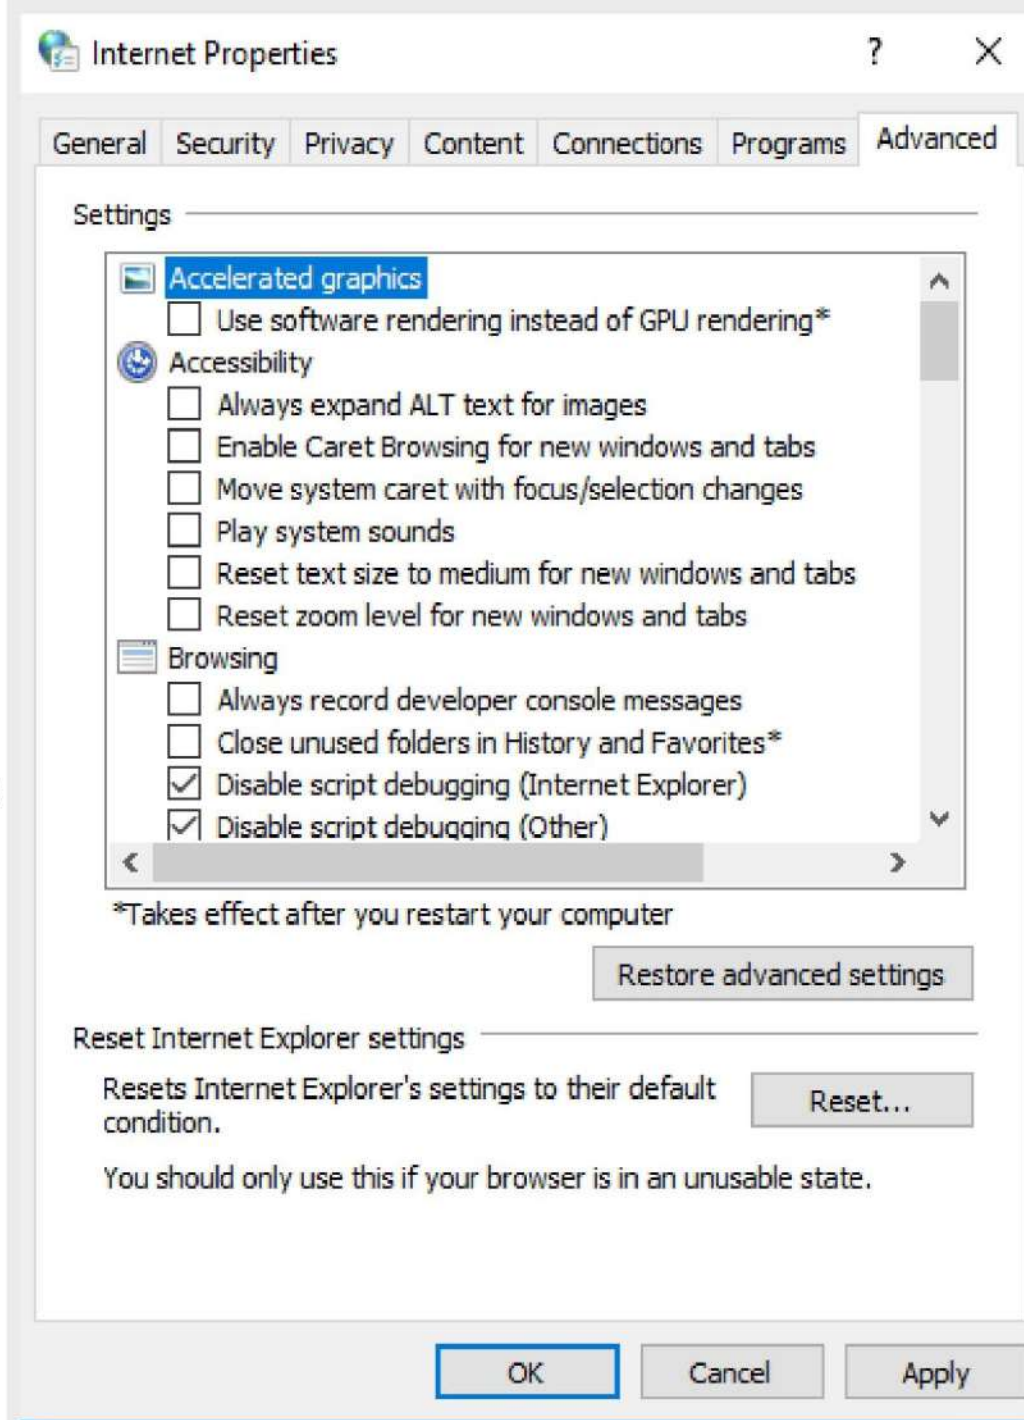 Internet Properties
?
General Security Privacy Content Connections Programs Advanced
Settings
Accelerated graphics
Use software rendering instead of GPU rendering*
Accessibility
Always expand ALT text for images
Enable Caret Browsing for new windows and tabs
Move system caret with focus/selection changes
Play system sounds
Reset text size to medium for new windows and tabs
Reset zoom level for new windows and tabs
Browsing
Always record developer console messages
Close unused folders in History and Favorites*
Disable script debugging (Internet Explorer)
Disable script debugging (Other)
*Takes effect after you restart your computer
Restore advanced settings
Reset Internet Explorer settings
Resets Internet Explorer's settings to their default
condition.
Reset...
You should only use this if your browser is in an unusable state.
OK Cancel Apply